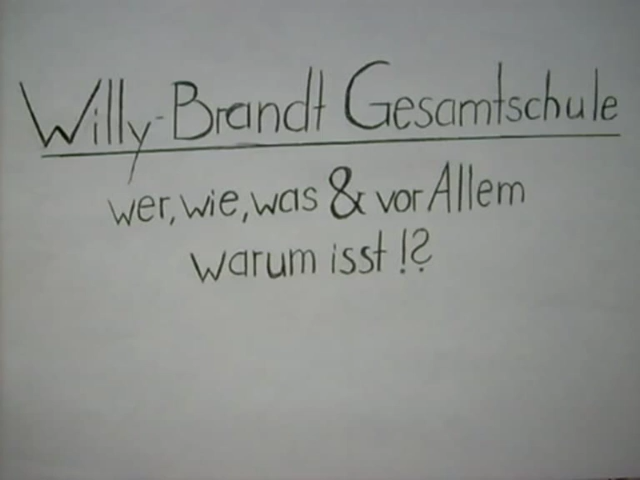 Willy-Brandt Gesamtschule
wer, wie, was & vor Allem
warum isst !?